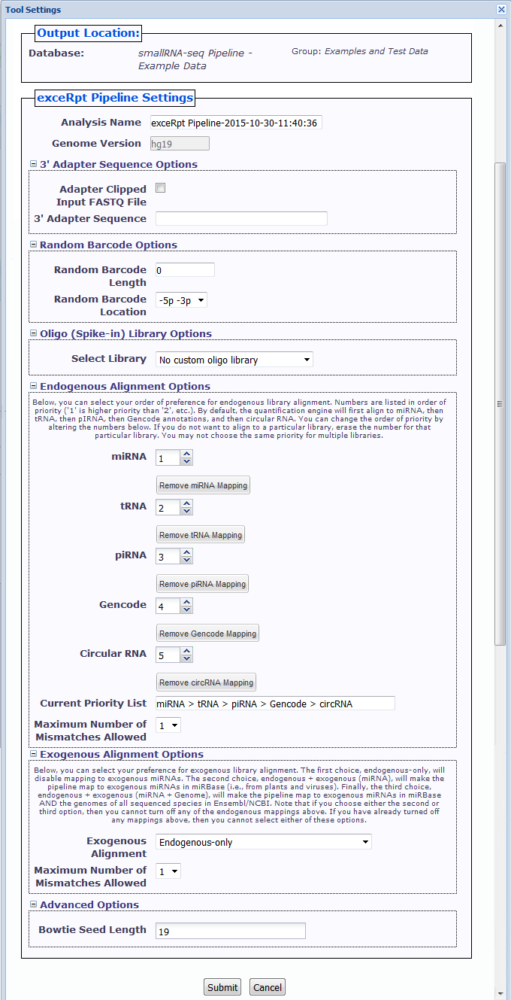 Tool Settings
Output Location:
Database:
smallRNA-seq Pipeline -
Example Data
Group: Examples and Test Data
exceRpt Pipeline Settings
Analysis Name
exceRpt Pipeline-2015-10-30-11:40:36
Genome Version
hg19
3' Adapter Sequence Options
Adapter Clipped
Input FASTQ File
3' Adapter Sequence
Random Barcode Options
Random Barcode
Length
0
Random Barcode
Location
-5p -3p
Oligo (Spike-in) Library Options
Select Library
No custom oligo library
Endogenous Alignment Options
Below, you can select your order of preference for endogenous library alignment. Numbers are listed in order of
priority ('1' is higher priority than '2', etc.). By default, the quantification engine will first align to miRNA, then
tRNA, then pIRNA, then Gencode annotations, and then circular RNA. You can change the order of priority by
altering the numbers below. If you do not want to align to a particular library, erase the number for that
particular library. You may not choose the same priority for multiple libraries.
miRNA
1
Remove miRNA Mapping
tRNA
2
Remove tRNA Mapping
piRNA
3
Remove piRNA Mapping
Gencode
4
Remove Gencode Mapping
Circular RNA
5
Remove circRNA Mapping
Current Priority List
miRNA > tRNA > piRNA > Gencode > circRNA
Maximum Number of
Mismatches Allowed
1
Exogenous Alignment Options
Below, you can select your preference for exogenous library alignment. The first choice, endogenous-only, will
disable mapping to exogenous miRNAs. The second choice, endogenous + exogenous (miRNA), will make the
pipeline map to exogenous miRNAs in miRBase (i.e., from plants and viruses). Finally, the third choice,
endogenous + exogenous (miRNA + Genome), will make the pipeline map to exogenous miRNAs in miRBase
AND the genomes of all sequenced species in Ensembl/NCBI. Note that if you choose either the second or
third option, then you cannot turn off any of the endogenous mappings above. If you have already turned off
any mappings above, then you cannot select either of these options.
Exogenous
Alignment
Endogenous-only
Maximum Number of
Mismatches Allowed
1
Advanced Options
Bowtie Seed Length
19
Submit
Cancel